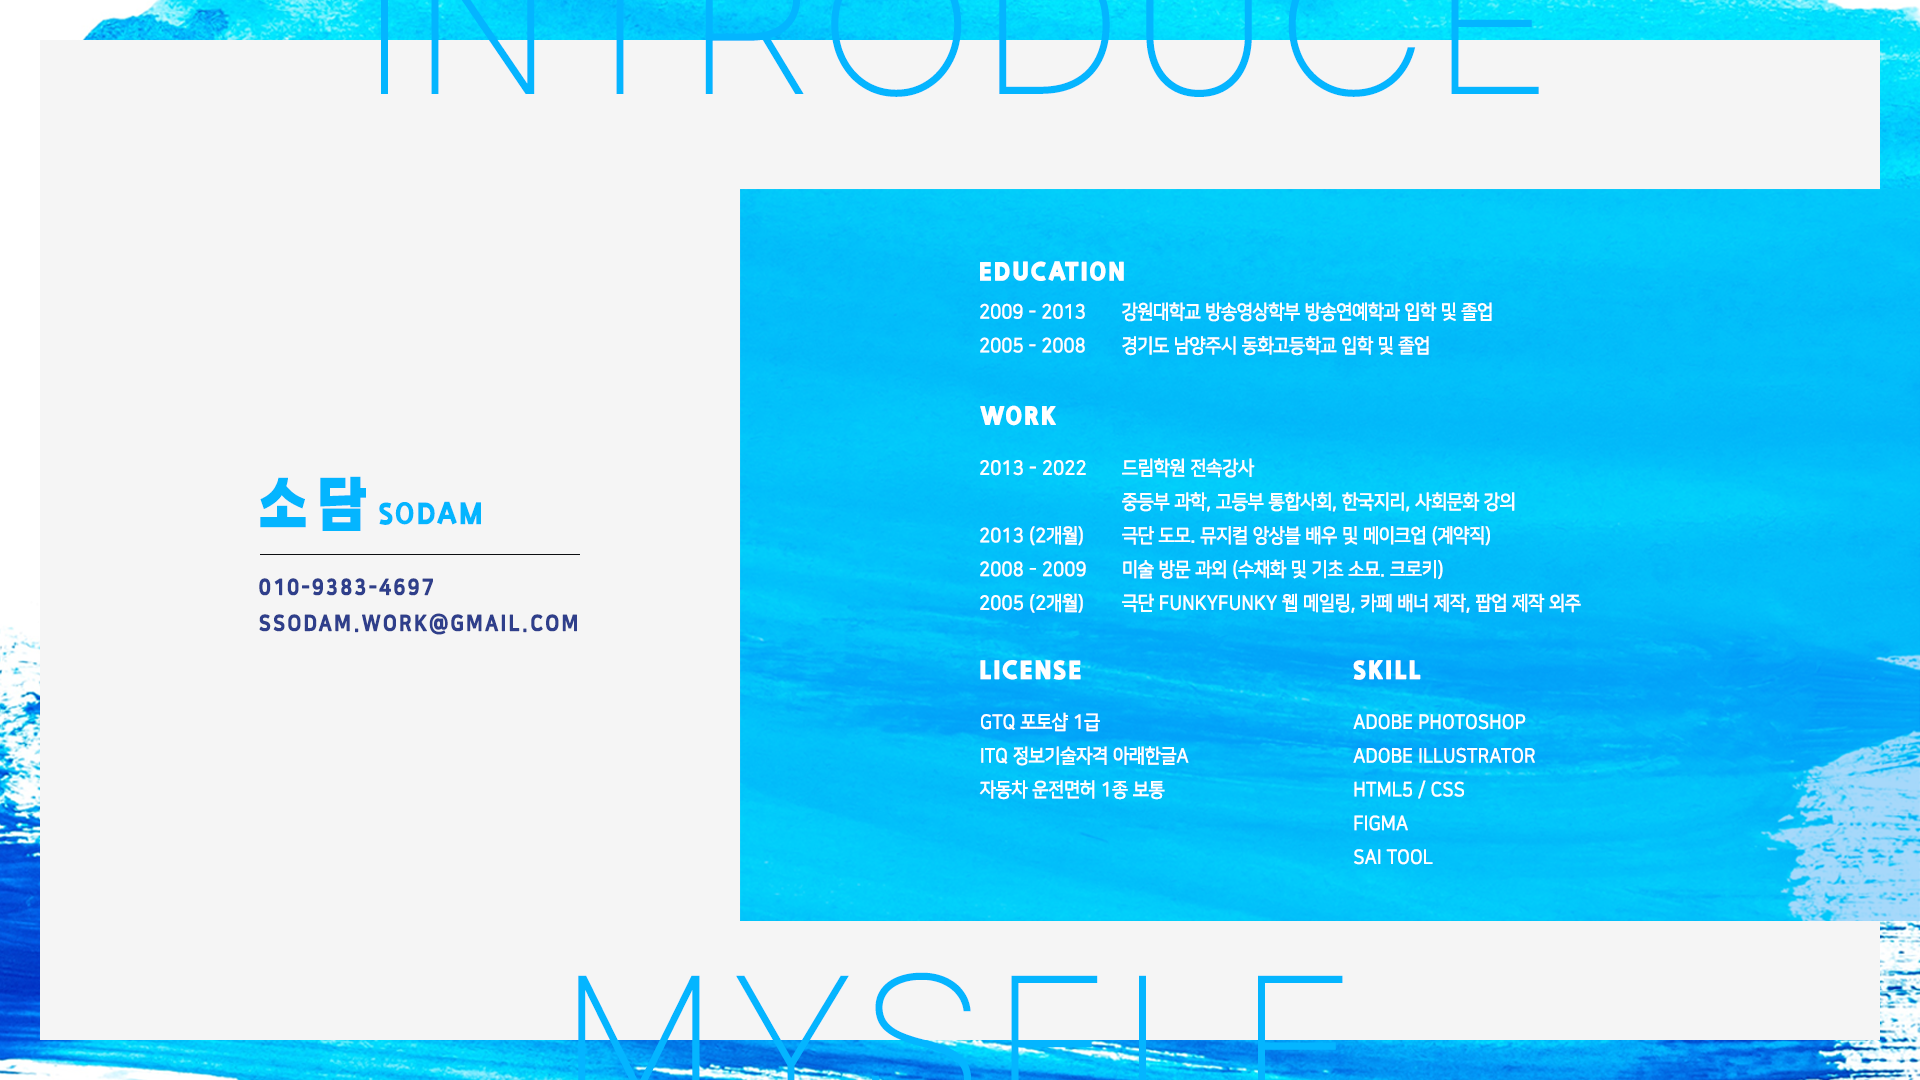 INTRODUCE
소담 SODAM
010-9383-4697
SSODAM.WORK@GMAIL.COM
EDUCATION
2009 - 2013 강원대학교 방송영상학부 방송연예학과 입학 및 졸업
2005 - 2008 경기도 남양주시 동화고등학교 입학 및 졸업
WORK
2013 - 2022 드림학원 전속강사
중등부 과학, 고등부 통합사회, 한국지리, 사회문화 강의
2013 (2개월) 극단 도모. 뮤지컬 앙상블 배우 및 메이크업 (계약직)
2008 - 2009 미술 방문 과외 (수채화 및 기초 소묘. 크로키)
2005 (2개월) 극단 FUNKYFUNKY 웹 메일링, 카페 배너 제작, 팝업 제작 외주
LICENSE
GTQ 포토샵 1급
ITQ 정보기술자격 아래한글A
자동차 운전면허 1종 보통
SKILL
ADOBE PHOTOSHOP
ADOBE ILLUSTRATOR
HTML5 / CSS
FIGMA
SAI TOOL
MYSELF